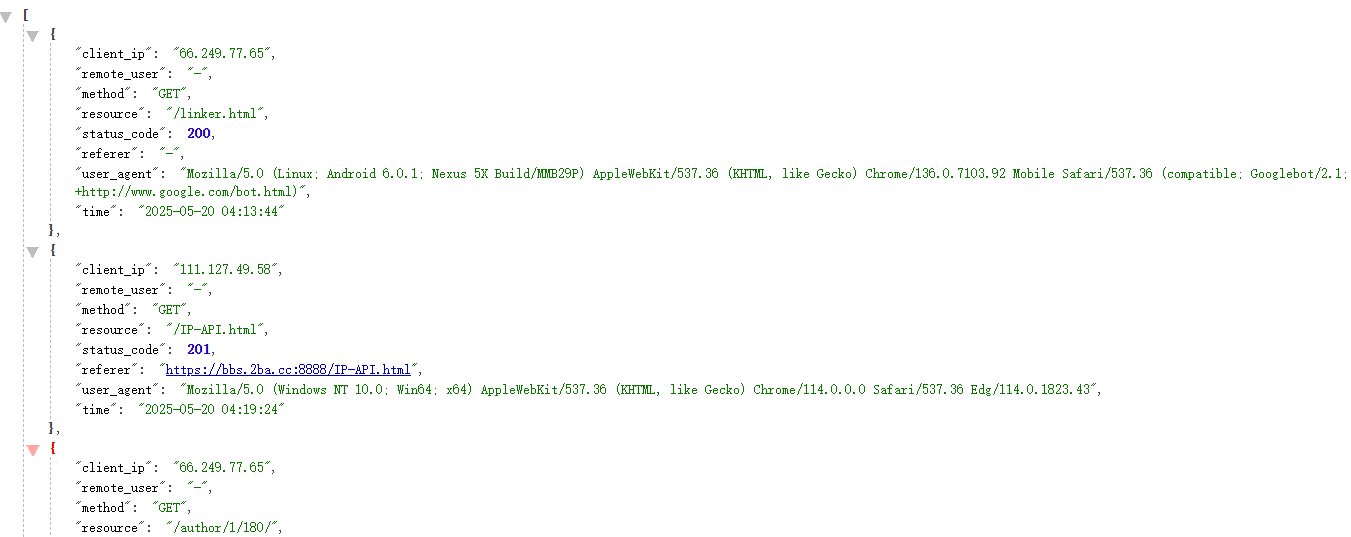 [
{
"client_ip": "66.249.77.65",
"remote_user": "-",
"method": "GET",
"resource": "/linker.html",
"status_code": 200,
"referer": "-",
"user_agent": "Mozilla/5.0 (Linux; Android 6.0.1; Nexus 5X Build/MMB29P) AppleWebKit/537.36 (KHTML, like Gecko) Chrome/136.0.7103.92 Mobile Safari/537.36 (compatible; Googlebot/2.1;
+http://www.google.com/bot.html)",
"time": "2025-05-20 04:13:44"
},
{
"client_ip": "111.127.49.58",
"remote_user": "-",
"method": "GET",
"resource": "/IP-API.html",
"status_code": 201,
"referer": "https://bbs.2ba.cc:8888/IP-API.html",
"user_agent": "Mozilla/5.0 (Windows NT 10.0; Win64; x64) AppleWebKit/537.36 (KHTML, like Gecko) Chrome/114.0.0.0 Safari/537.36 Edg/114.0.1823.43",
"time": "2025-05-20 04:19:24"
},
{
"client_ip": "66.249.77.65",
"remote_user": "-",
"method": "GET",
"resource": "/author/1/180/",